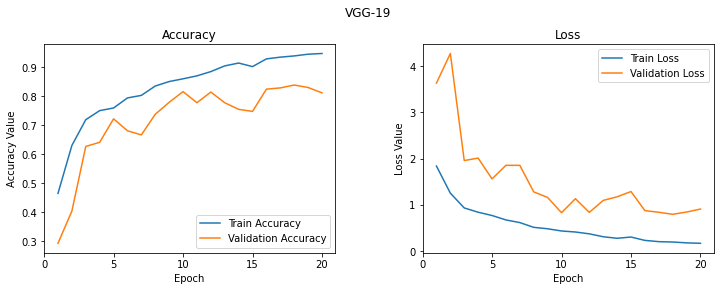 VGG-19
Accuracy
Accuracy Value
0.9
0.8
0.7
0.6
0.5
0.4
0.3
0
5
10
15
20
Epoch
Train Accuracy
Validation Accuracy
Loss
Loss Value
4
3
2
1
0
0
5
10
15
20
Epoch
Train Loss
Validation Loss